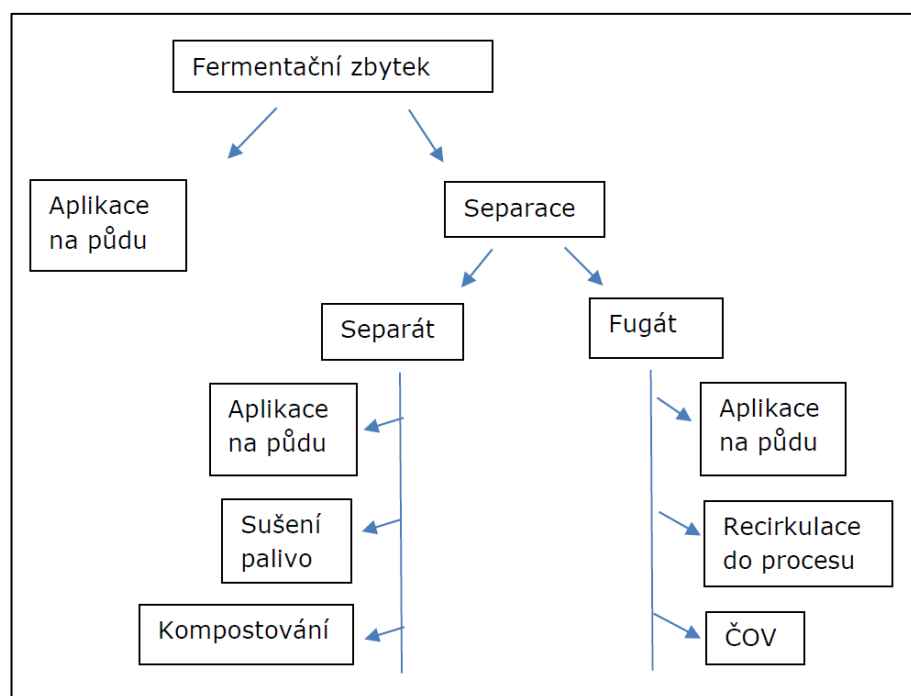 Fermentační zbytek
Aplikace
na půdu
Separace
Separát
Fugát
Aplikace
na půdu
Sušení
palivo
Kompostování
Aplikace
na půdu
Recirkulace
do procesu
ČOV